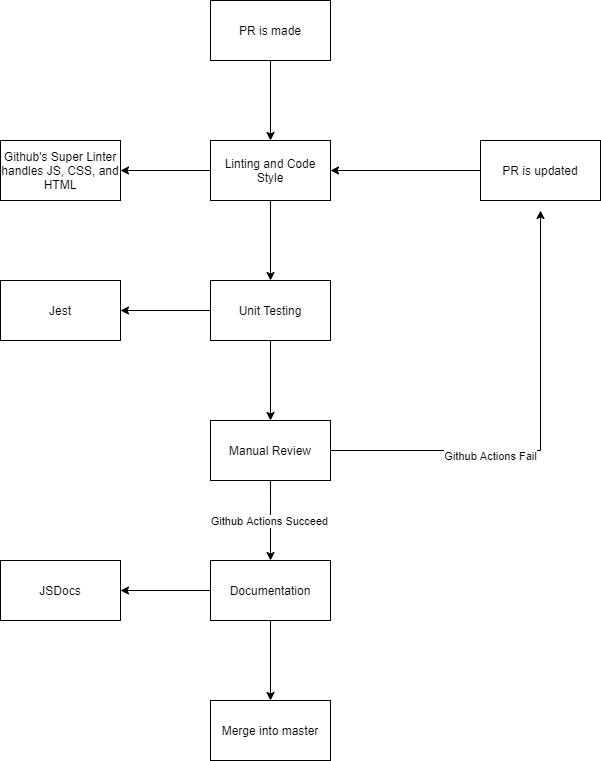 PR is made
Github's Super Linter
handles JS, CSS, and
HTML
Linting and Code
Style
PR is updated
Jest
Unit Testing
Manual Review
Github Actions Fail
Github Actions Succeed
JSDocs
Documentation
Merge into master